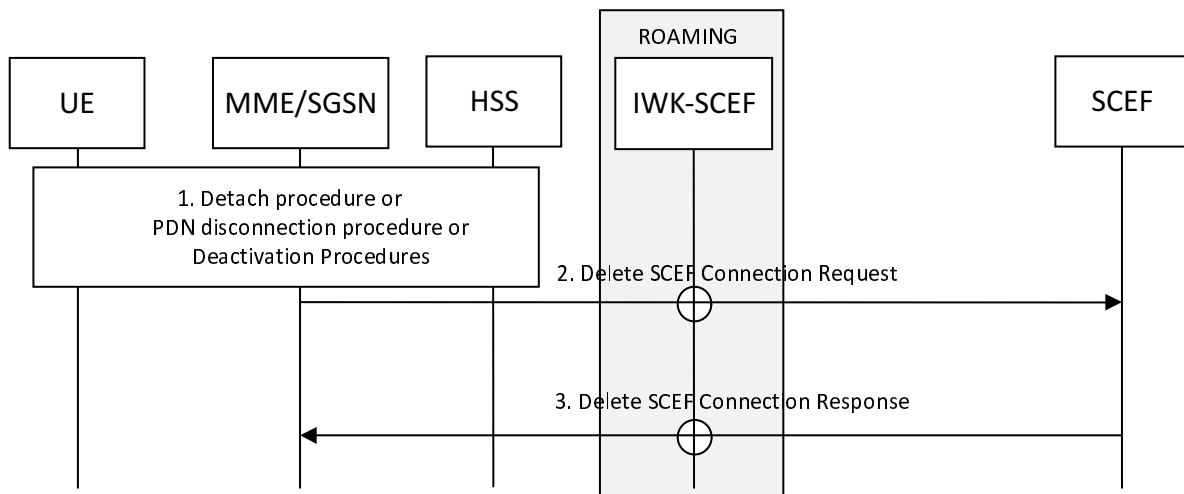 ROAMING
UE
MME/SGSN
HSS
IWK-SCEF
SCEF
1. Detach procedure or
PDN disconnection procedure or
Deactivation Procedures
2. Delete SCEF Connection Request
3. Delete SCEF Connection Response